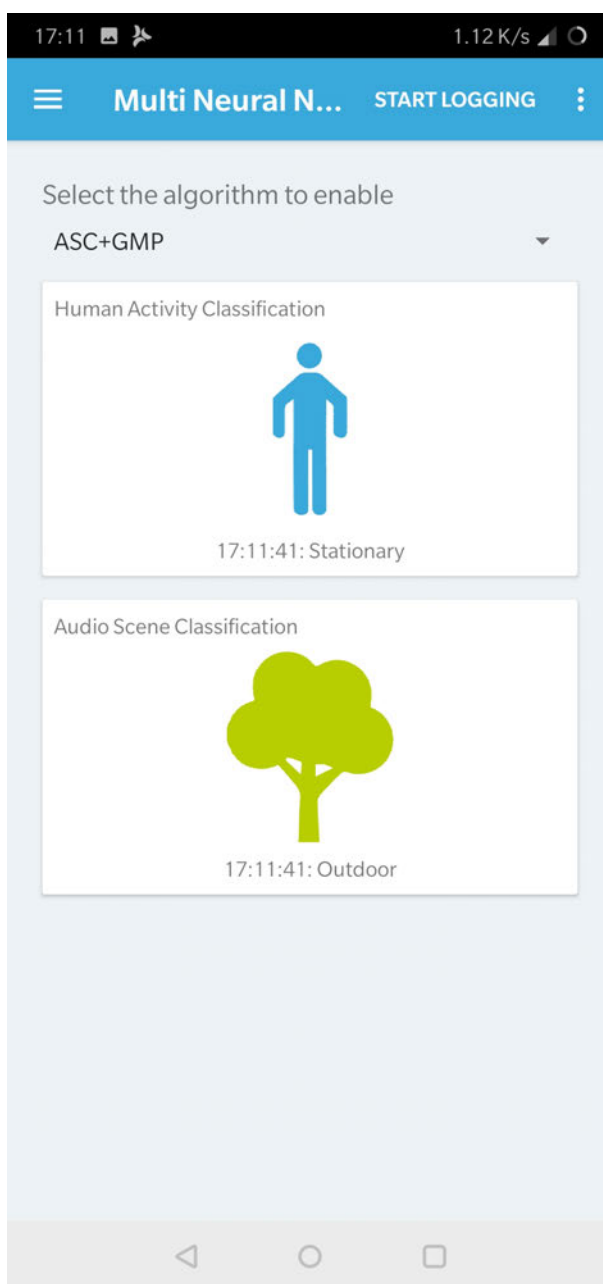 17:11 1.12 K/s
Multi Neural N... START LOGGING
Select the algorithm to enable
ASC+GMP
Human Activity Classification
17:11:41: Stationary
Audio Scene Classification
17:11:41: Outdoor